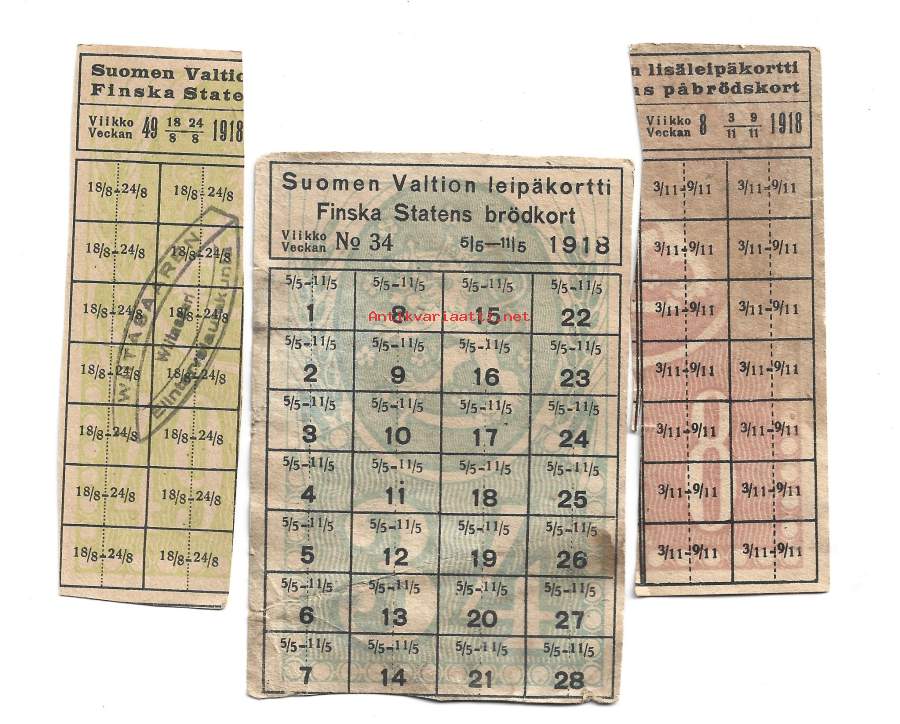 Suomen Valtio
Finska Staten
Viikko
Veckan
49
18 24
8 8
1918
18/8-24/8 18/8-24/8
18/8-24/8 18/8-24/8
18/8-24/8 18/8-24/8
18/8-24/8 18/8-24/8
18/8-24/8 18/8-24/8
18/8-24/8 18/8-24/8
18/8-24/8 18/8-24/8
Wiitasaaren
Suomen Valtion leipäkortti
Finska Statens brödkort
Viikko
Veckan
No 34
5/5—11/5
1918
5/5-11/5 5/5-11/5 5/5-11/5 5/5-11/5
1 8 15 22
5/5-11/5 5/5-11/5 5/5-11/5 5/5-11/5
2 9 16 23
5/5-11/5 5/5-11/5 5/5-11/5 5/5-11/5
3 10 17 24
5/5-11/5 5/5-11/5 5/5-11/5 5/5-11/5
4 11 18 25
5/5-11/5 5/5-11/5 5/5-11/5 5/5-11/5
5 12 19 26
5/5-11/5 5/5-11/5 5/5-11/5 5/5-11/5
6 13 20 27
5/5-11/5 5/5-11/5 5/5-11/5 5/5-11/5
7 14 21 28
34
Antikvariaatti.net
n lisäleipäkortti
ns påbrödskort
Viikko
Veckan
8
3 9
11 11
1918
3/11-9/11 3/11-9/11
3/11-9/11 3/11-9/11
3/11-9/11 3/11-9/11
3/11-9/11 3/11-9/11
3/11-9/11 3/11-9/11
3/11-9/11 3/11-9/11
3/11-9/11 3/11-9/11
8